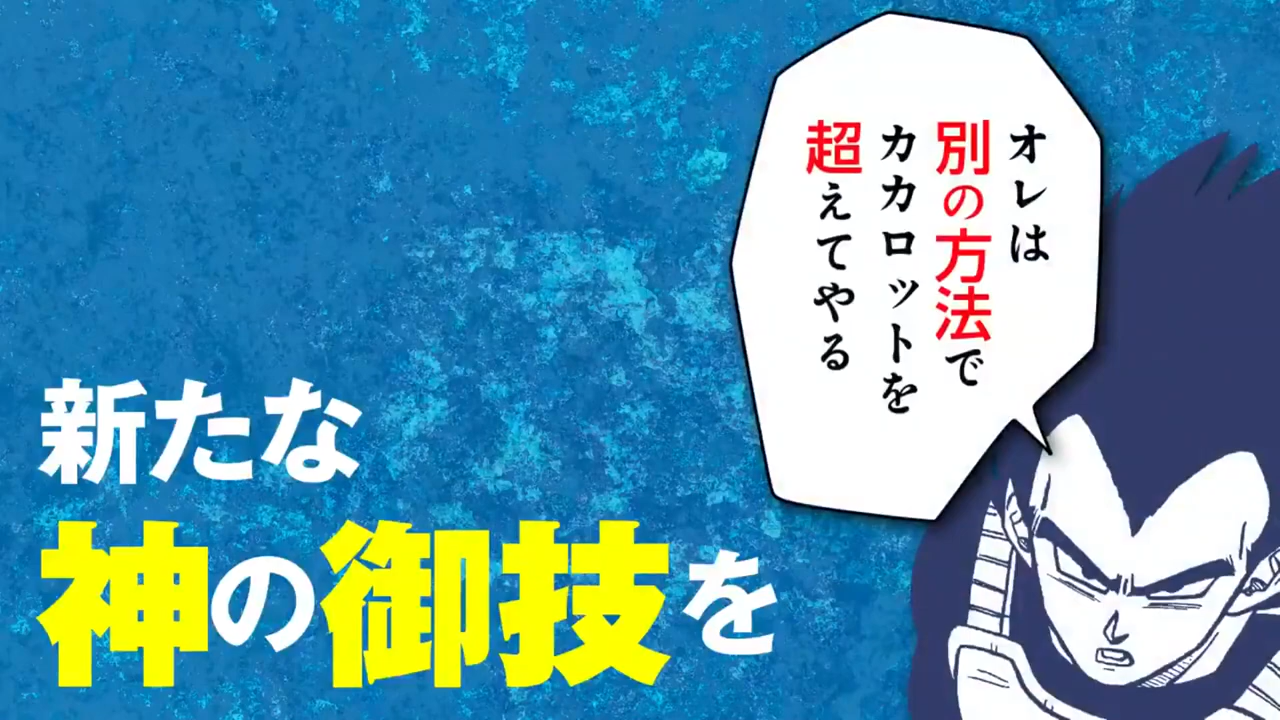 オレは
別の方法で
カカロットを
超えてやる
新たな
神の御技を